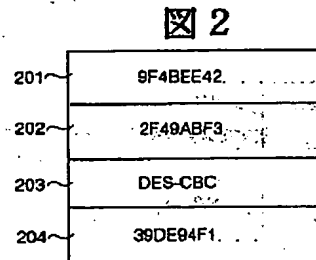 図 2
201～ 9F4BEE42
202～ 2F49ABF3
203～ DES-CBC
204～ 39DE94F1